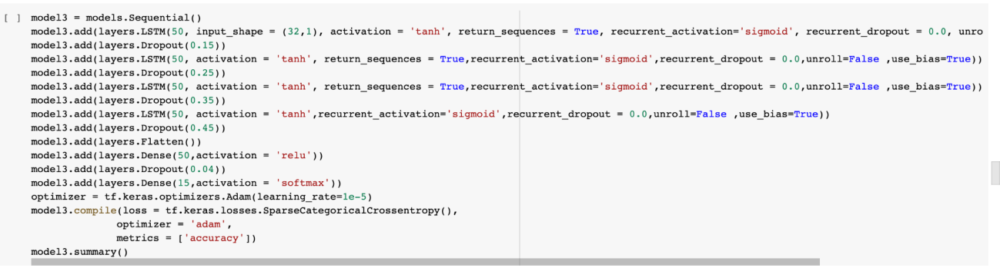 [ ] model3 = models.Sequential()
model3.add(layers.LSTM(50, input_shape = (32,1), activation = 'tanh', return_sequences = True, recurrent_activation='sigmoid', recurrent_dropout = 0.0, unro
model3.add(layers.Dropout(0.15))
model3.add(layers.LSTM(50, activation = 'tanh', return_sequences = True,recurrent_activation='sigmoid',recurrent_dropout = 0.0,unroll=False ,use_bias=True))
model3.add(layers.Dropout(0.25))
model3.add(layers.LSTM(50, activation = 'tanh', return_sequences = True,recurrent_activation='sigmoid',recurrent_dropout = 0.0,unroll=False ,use_bias=True))
model3.add(layers.Dropout(0.35))
model3.add(layers.LSTM(50, activation = 'tanh',recurrent_activation='sigmoid',recurrent_dropout = 0.0,unroll=False ,use_bias=True))
model3.add(layers.Dropout(0.45))
model3.add(layers.Flatten())
model3.add(layers.Dense(50,activation = 'relu'))
model3.add(layers.Dropout(0.04))
model3.add(layers.Dense(15,activation = 'softmax'))
optimizer = tf.keras.optimizers.Adam(learning_rate=1e-5)
model3.compile(loss = tf.keras.losses.SparseCategoricalCrossentropy(),
optimizer = 'adam',
metrics = ['accuracy'])
model3.summary()